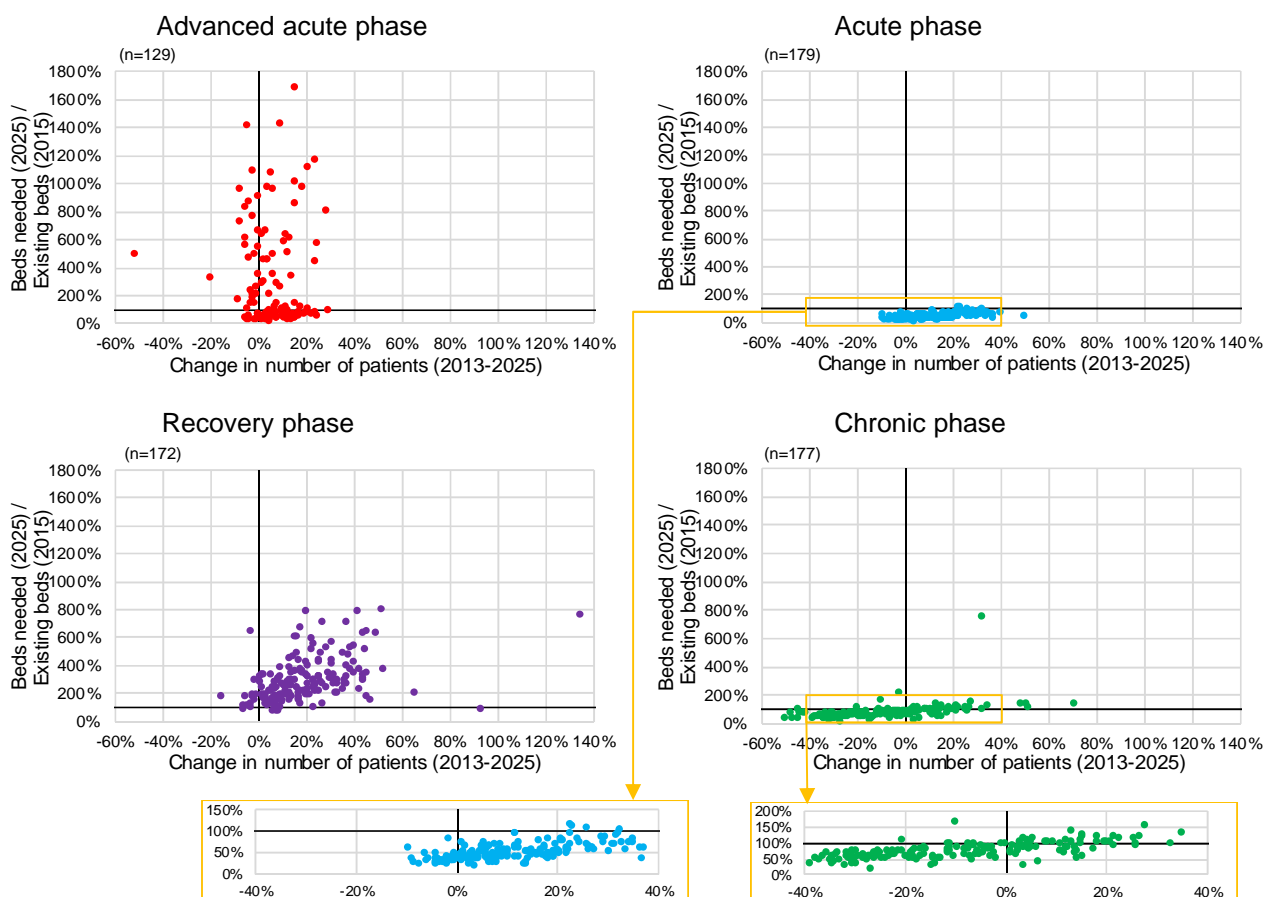 Advanced acute phase
(n=129)
Beds needed (2025) /
Existing beds (2015)
1800%
1600%
1400%
1200%
1000%
800%
600%
400%
200%
0%
-60% -40% -20% 0% 20% 40% 60% 80% 100% 120% 140%
Change in number of patients (2013-2025)
Acute phase
(n=179)
Beds needed (2025) /
Existing beds (2015)
1800%
1600%
1400%
1200%
1000%
800%
600%
400%
200%
0%
-60% -40% -20% 0% 20% 40% 60% 80% 100% 120% 140%
Change in number of patients (2013-2025)
Recovery phase
(n=172)
Beds needed (2025) /
Existing beds (2015)
1800%
1600%
1400%
1200%
1000%
800%
600%
400%
200%
0%
-60% -40% -20% 0% 20% 40% 60% 80% 100% 120% 140%
Change in number of patients (2013-2025)
Chronic phase
(n=177)
Beds needed (2025) /
Existing beds (2015)
1800%
1600%
1400%
1200%
1000%
800%
600%
400%
200%
0%
-60% -40% -20% 0% 20% 40% 60% 80% 100% 120% 140%
Change in number of patients (2013-2025)
150%
100%
50%
0%
-40% -20% 0% 20% 40%
200%
150%
100%
50%
0%
-40% -20% 0% 20% 40%